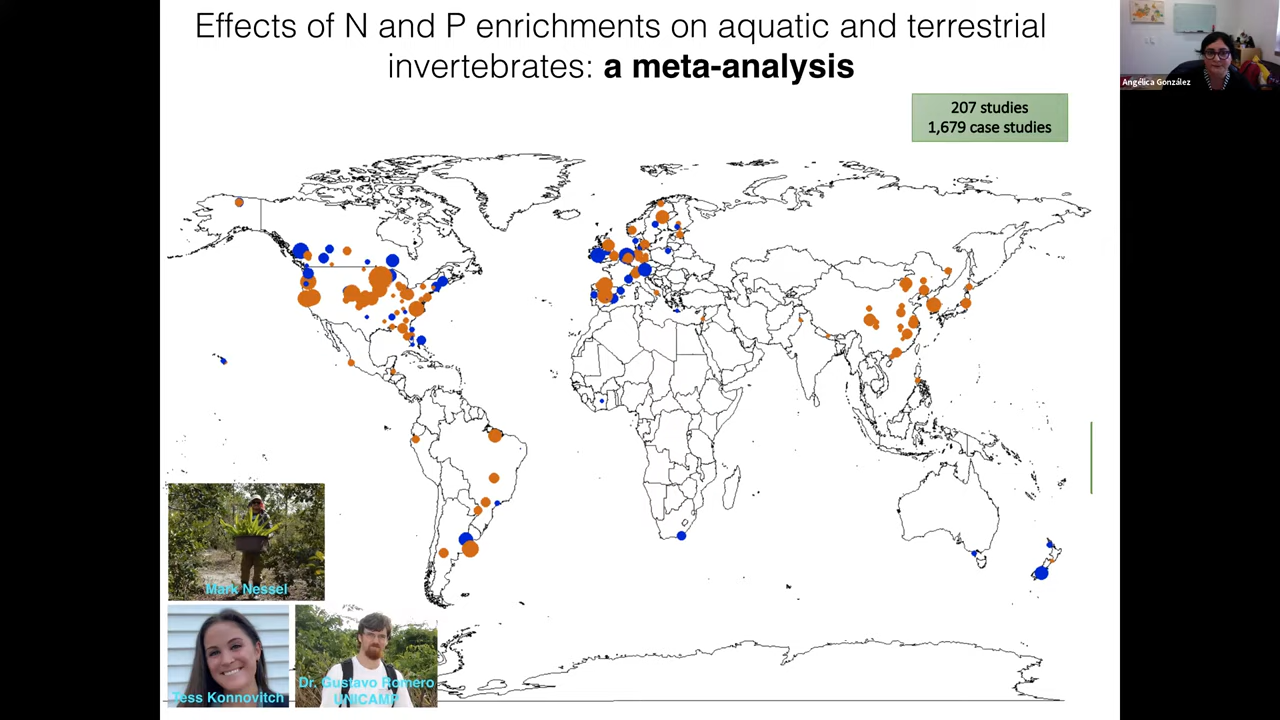 Effects of N and P enrichments on aquatic and terrestrial
invertebrates: a meta-analysis
Angélica González
207 studies
1,679 case studies
Mark Nessel
Tess Konnovitch
Dr. Gustavo Romero
UNICAMP